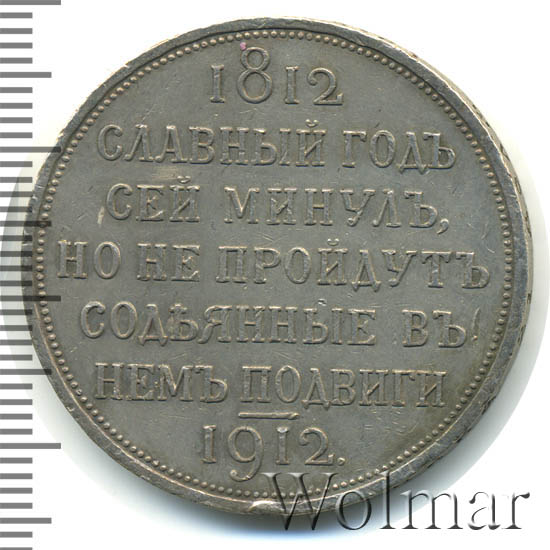 1812
СЛАВНЫЙ ГОДЪ
СЕЙ МИНУЛЪ,
НО НЕ ПРОЙДУТЪ
СОДѢЯННЫЕ ВЪ
НЕМЪ ПОДВИГИ
1912.
Wolmar